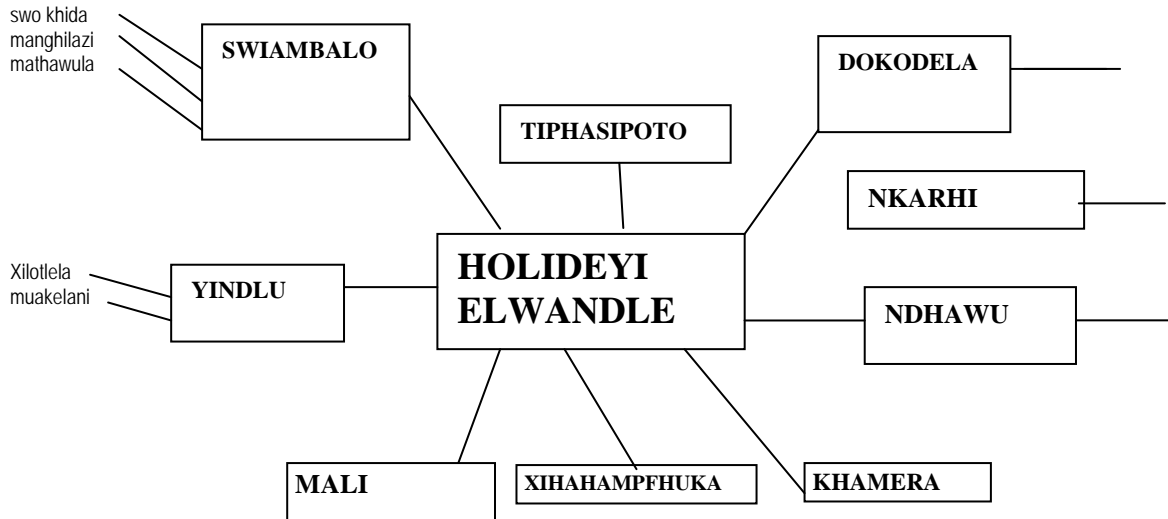 swo khida
manghilazi
mathawula
SWIAMBALO
DOKODELA
TIPHASIPOTO
NKARHI
HOLIDEYI
ELWANDLE
Xilotlela
muakelani
YINDLU
NDHAWU
MALI
XIHAHAMPFHUKA
KHAMERA